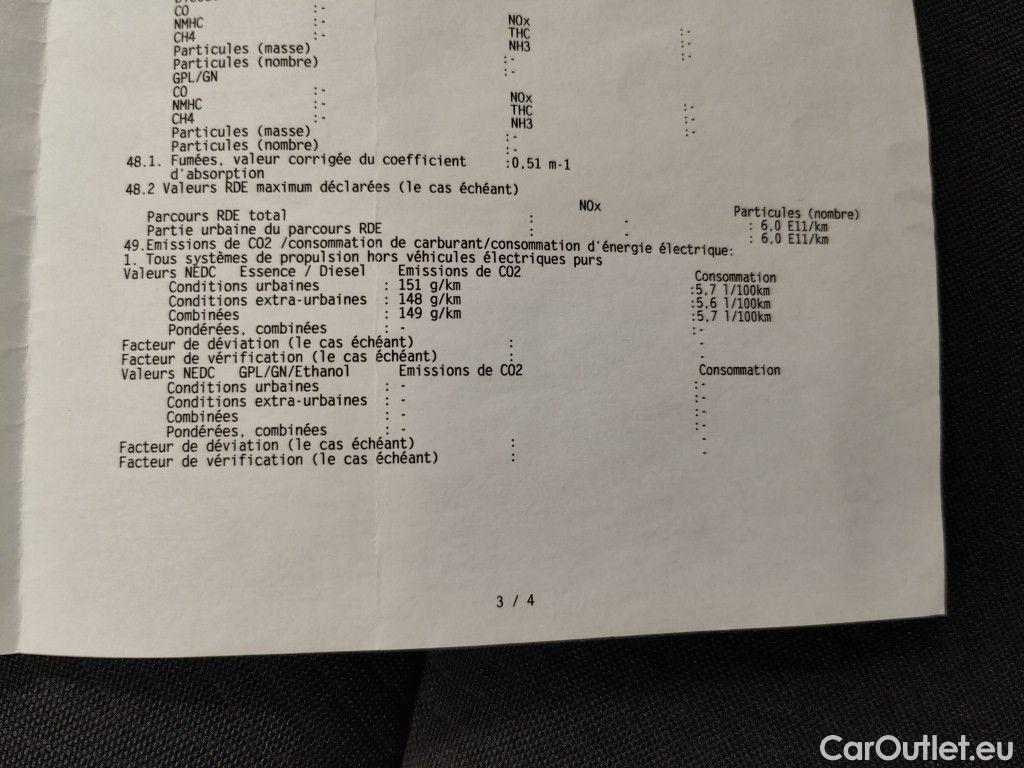 CO :-
NMHC :- NOx
CH4 :- THC :-
Particules (masse) NH3 :-
Particules (nombre) :- :-
GPL/GN :-
CO :- NOx
NMHC :- THC :-
CH4 :- NH3 :-
Particules (masse) :- :-
Particules (nombre) :-
48.1. Fumées, valeur corrigée du coefficient :0,51 m-1
d'absorption
48.2 Valeurs RDE maximum déclarées (le cas échéant)
NOx Particules (nombre)
Parcours RDE total : - : 6,0 E11/km
Partie urbaine du parcours RDE : - : 6,0 E11/km
49.Emissions de CO2 /consommation de carburant/consommation d'énergie électrique:
1. Tous systèmes de propulsion hors véhicules électriques purs
Valeurs NEDC Essence / Diesel Emissions de CO2 Consommation
Conditions urbaines : 151 g/km :5,7 l/100km
Conditions extra-urbaines : 148 g/km :5,6 l/100km
Combinées : 149 g/km :5,7 l/100km
Pondérées, combinées : - :-
Facteur de déviation (le cas échéant) : -
Facteur de vérification (le cas échéant) : -
Valeurs NEDC GPL/GN/Ethanol Emissions de CO2 Consommation
Conditions urbaines : - :-
Conditions extra-urbaines : - :-
Combinées : - :-
Pondérées, combinées : - :-
Facteur de déviation (le cas échéant) : -
Facteur de vérification (le cas échéant) : -
3 / 4
CarOutlet.eu